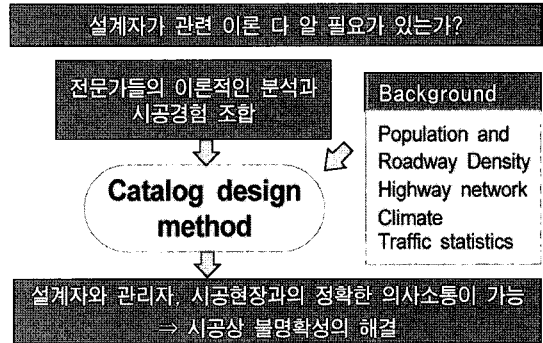 설계자가 관련 이론 다 알 필요가 있는가?
전문가들의 이론적인 분석과
시공경험 조합
Background
Population and
Roadway Density
Highway network
Climate
Traffic statistics
Catalog design
method
설계자와 관리자, 시공현장과의 정확한 의사소통이 가능
⇒ 시공상 불명확성의 해결